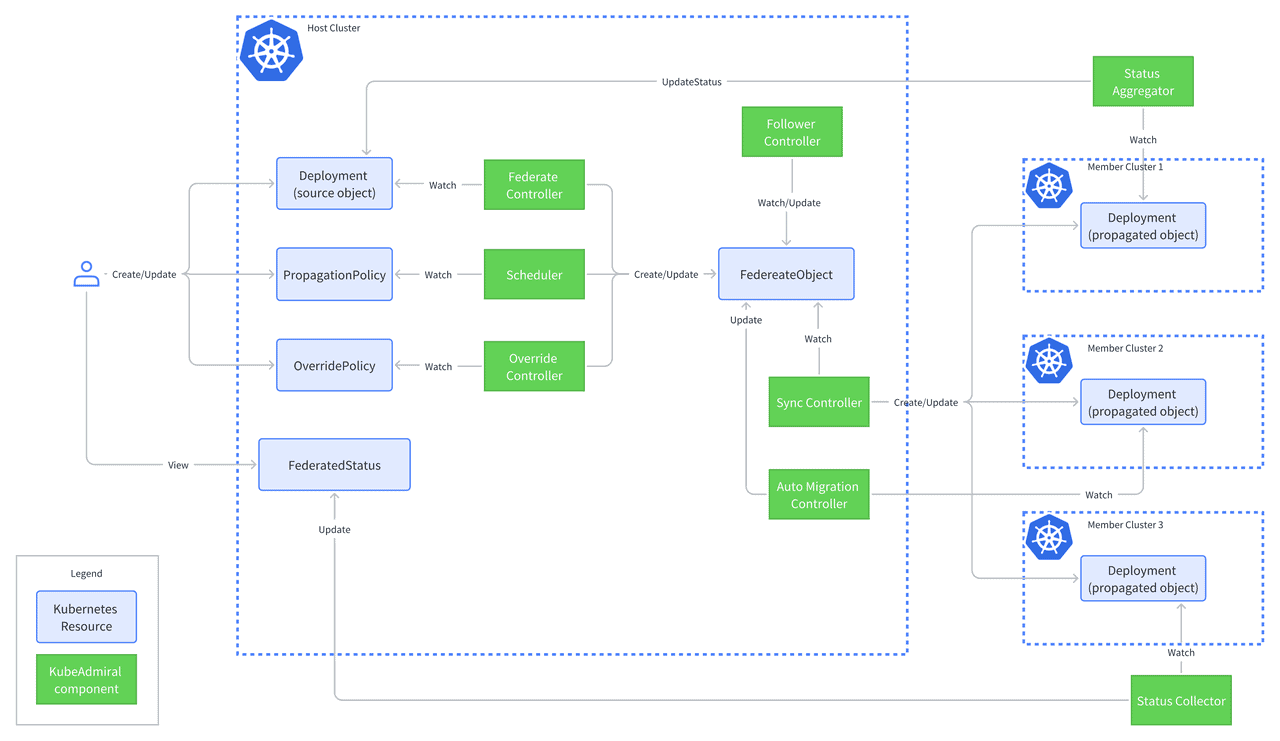 Host Cluster
UpdateStatus
Status
Aggregator
Follower
Controller
Watch
Member Cluster 1
Deployment
(source object)
Watch
Federate
Controller
Watch/Update
Deployment
(propagated object)
Create/Update
PropagationPolicy
Watch
Scheduler
Create/Update
FedereateObject
Update
Watch
Member Cluster 2
OverridePolicy
Watch
Override
Controller
Sync Controller
Create/Update
Deployment
(propagated object)
View
FederatedStatus
Auto Migration
Controller
Watch
Update
Member Cluster 3
Deployment
(propagated object)
Legend
Kubernetes
Resource
KubeAdmiral
component
Watch
Status Collector